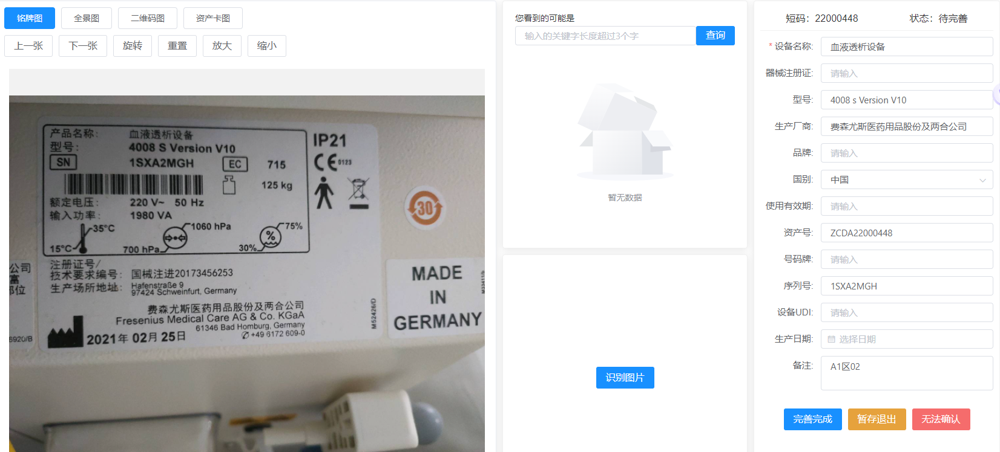 铭牌图 全景图 二维码图 资产卡图
上一张 下一张 旋转 重置 放大 缩小
产品名称: 血液透析设备
型号: 4008 S Version V10
SN 1SXA2MGH EC 715
125 kg
额定电压: 220 V~ 50 Hz
输入功率: 1980 VA
35°C 1060 hPa 75%
15°C 700 hPa 30%
IP21
CE 0123
30
注册证号/
技术要求编号: 国械注进20173456253
生产场所地址: Hafenstraße 9
97424 Schweinfurt, Germany
费森尤斯医药用品股份及两合公司
Fresenius Medical Care AG & Co. KGaA
61346 Bad Homburg, Germany
✆+49 6172 609-0
2021年 02月 25日
M52426/D
公司
富
部位
6920/B
MADE
IN
GERMANY
您看到的可能是
输入的关键字长度超过3个字 查询
暂无数据
识别图片
短码: 22000448 状态: 待完善
* 设备名称: 血液透析设备
器械注册证: 请输入
型号: 4008 s Version V10
生产厂商: 费森尤斯医药用品股份及两合公司
品牌: 请输入
国别: 中国
使用有效期: 请输入
资产号: ZCDA22000448
号码牌: 请输入
序列号: 1SXA2MGH
设备UDI: 请输入
生产日期: 选择日期
备注: A1区02
完善完成 暂存退出 无法确认